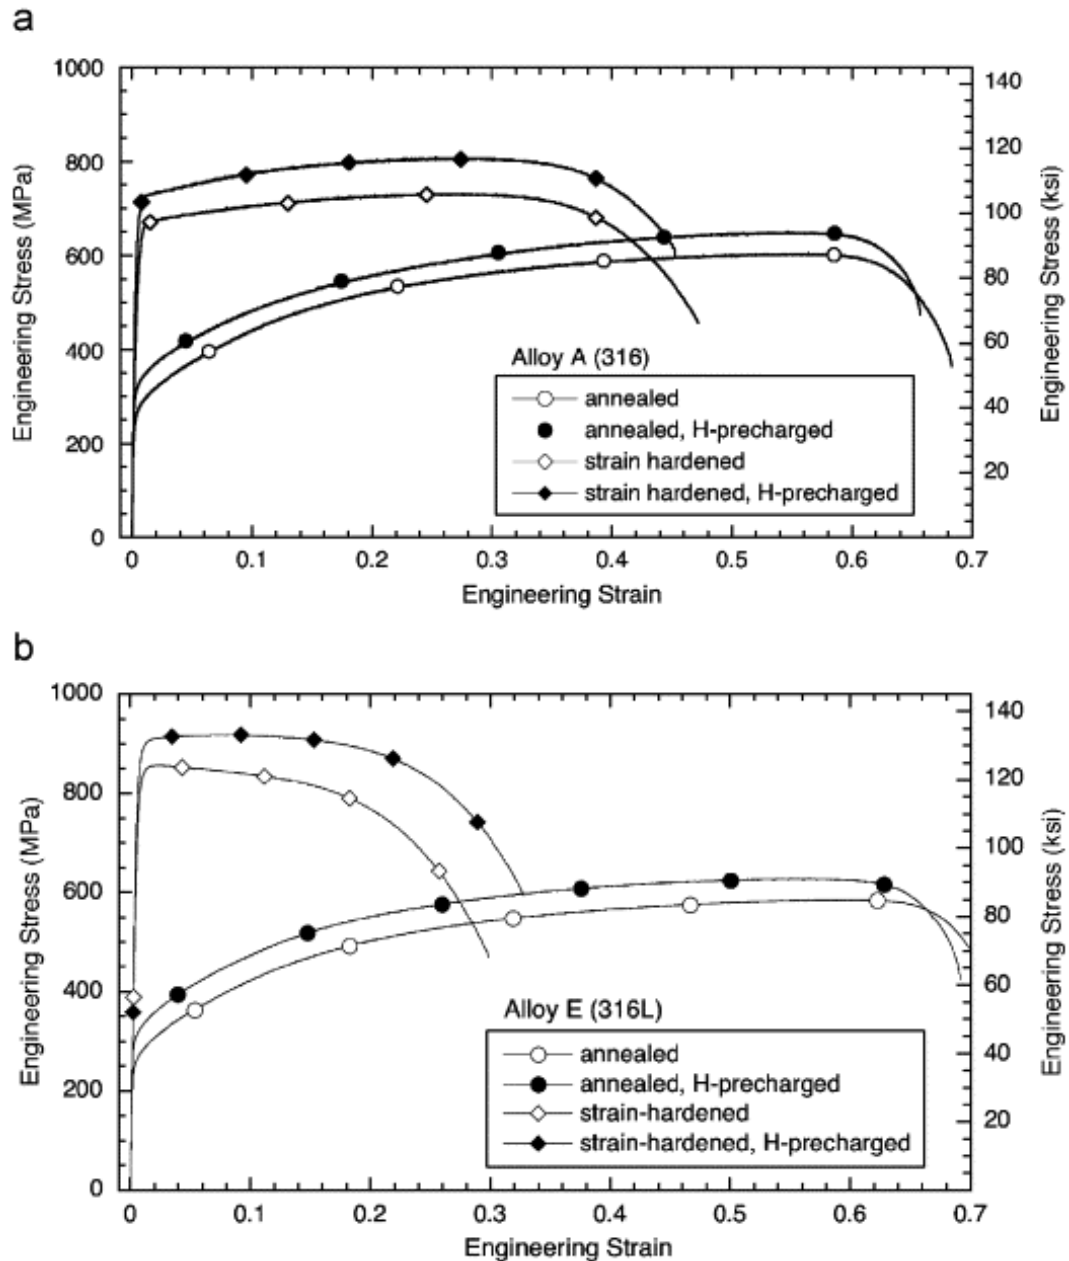 a
1000
800
600
400
200
0
Engineering Stress (MPa)
140
120
100
80
60
40
20
Engineering Stress (ksi)
Alloy A (316)
annealed
annealed, H-precharged
strain hardened
strain hardened, H-precharged
0 0.1 0.2 0.3 0.4 0.5 0.6 0.7
Engineering Strain
b
1000
800
600
400
200
0
Engineering Stress (MPa)
140
120
100
80
60
40
20
Engineering Stress (ksi)
Alloy E (316L)
annealed
annealed, H-precharged
strain-hardened
strain-hardened, H-precharged
0 0.1 0.2 0.3 0.4 0.5 0.6 0.7
Engineering Strain